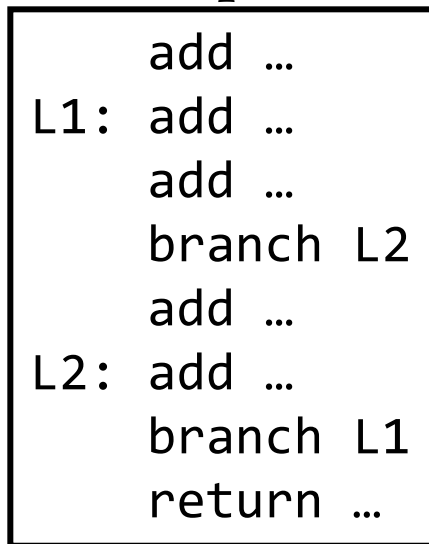 add …
L1: add …
add …
branch L2
add …
L2: add …
branch L1
return …